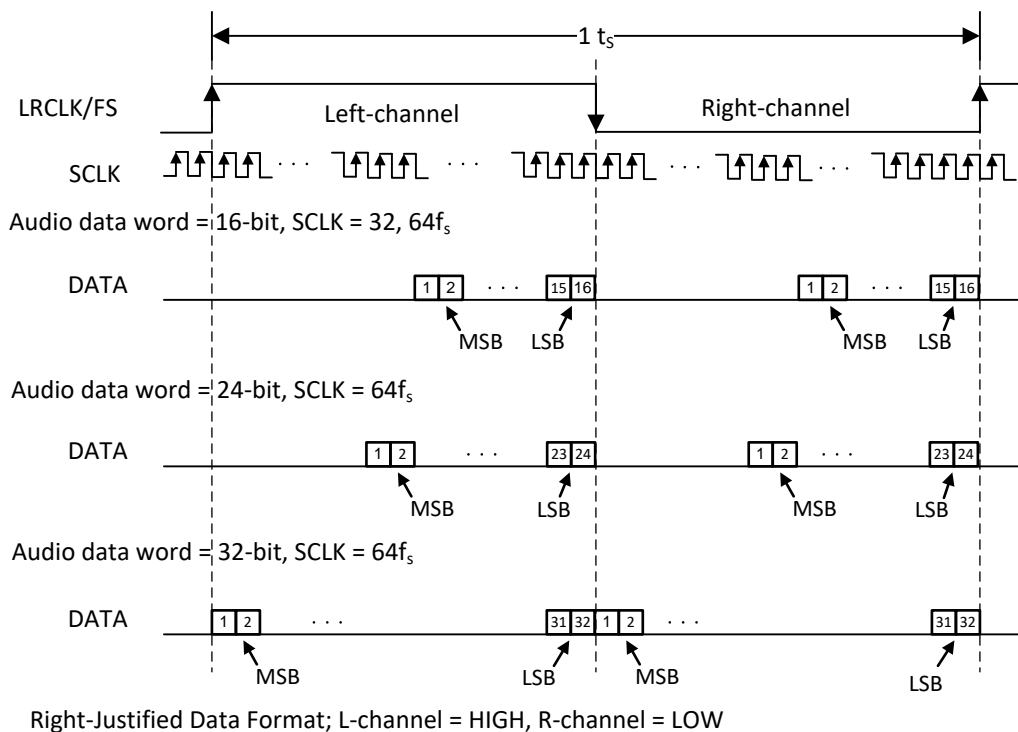 1 tS
LRCLK/FS
Left-channel
Right-channel
SCLK
. . .
. . .
. . .
. . .
Audio data word = 16-bit, SCLK = 32, 64fs
DATA
1 2 . . . 15 16 1 2 . . . 15 16
MSB LSB MSB LSB
Audio data word = 24-bit, SCLK = 64fs
DATA
1 2 . . . 23 24 1 2 . . . 23 24
MSB LSB MSB LSB
Audio data word = 32-bit, SCLK = 64fs
DATA
1 2 . . . 31 32 1 2 . . . 31 32
MSB LSB MSB LSB
Right-Justified Data Format; L-channel = HIGH, R-channel = LOW